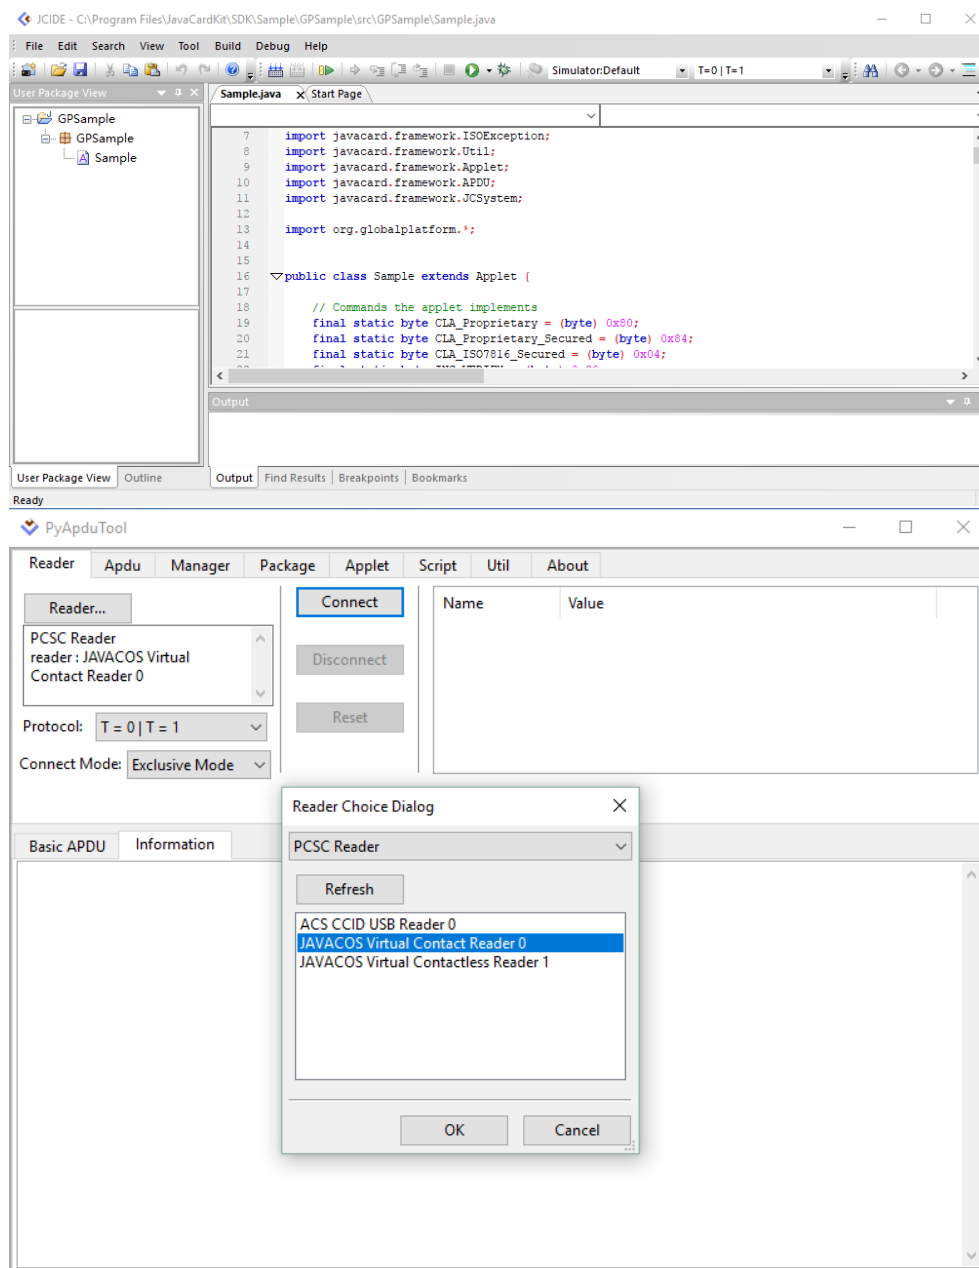 JCIDE - C:\Program Files\JavaCardKit\SDK\Sample\GPSample\src\GPSample\Sample.java
File Edit Search View Tool Build Debug Help
Simulator:Default T=0 | T=1
User Package View
Sample.java Start Page
GPSample
GPSample
Sample
7 import javacard.framework.ISOException;
8 import javacard.framework.Util;
9 import javacard.framework.Applet;
10 import javacard.framework.APDU;
11 import javacard.framework.JCSystem;
12
13 import org.globalplatform.*;
14
15
16 public class Sample extends Applet {
17
18 // Commands the applet implements
19 final static byte CLA_Proprietary = (byte) 0x80;
20 final static byte CLA_Proprietary_Secured = (byte) 0x84;
21 final static byte CLA_ISO7816_Secured = (byte) 0x04;
Output
User Package View Outline
Output Find Results Breakpoints Bookmarks
Ready
PyApduTool
Reader Apdu Manager Package Applet Script Util About
Reader...
PCSC Reader
reader : JAVACOS Virtual
Contact Reader 0
Protocol: T = 0 | T = 1
Connect Mode: Exclusive Mode
Connect
Disconnect
Reset
Name Value
Basic APDU Information
Reader Choice Dialog
PCSC Reader
Refresh
ACS CCID USB Reader 0
JAVACOS Virtual Contact Reader 0
JAVACOS Virtual Contactless Reader 1
OK Cancel